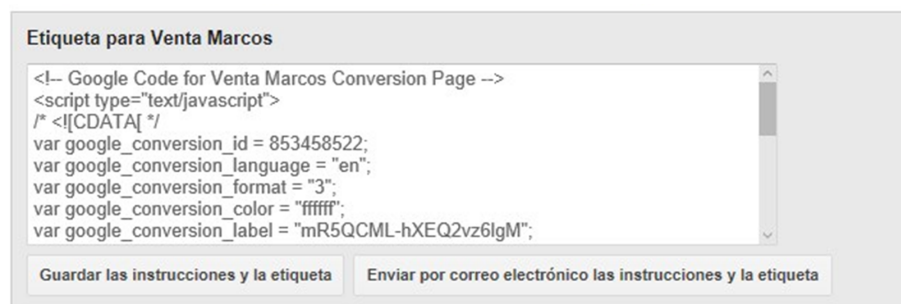 Etiqueta para Venta Marcos
<!-- Google Code for Venta Marcos Conversion Page -->
<script type="text/javascript">
/* <![CDATA[ */
var google_conversion_id = 853458522;
var google_conversion_language = "en";
var google_conversion_format = "3";
var google_conversion_color = "ffffff";
var google_conversion_label = "mR5QCML-hXEQ2vz6lgM";
Guardar las instrucciones y la etiqueta
Enviar por correo electrónico las instrucciones y la etiqueta